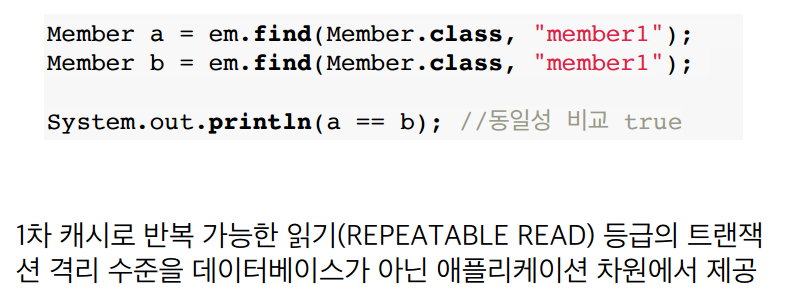 Member a = em.find(Member.class, "member1");
Member b = em.find(Member.class, "member1");
System.out.println(a == b); //동일성 비교 true
1차 캐시로 반복 가능한 읽기(REPEATABLE READ) 등급의 트랜잭
션 격리 수준을 데이터베이스가 아닌 애플리케이션 차원에서 제공